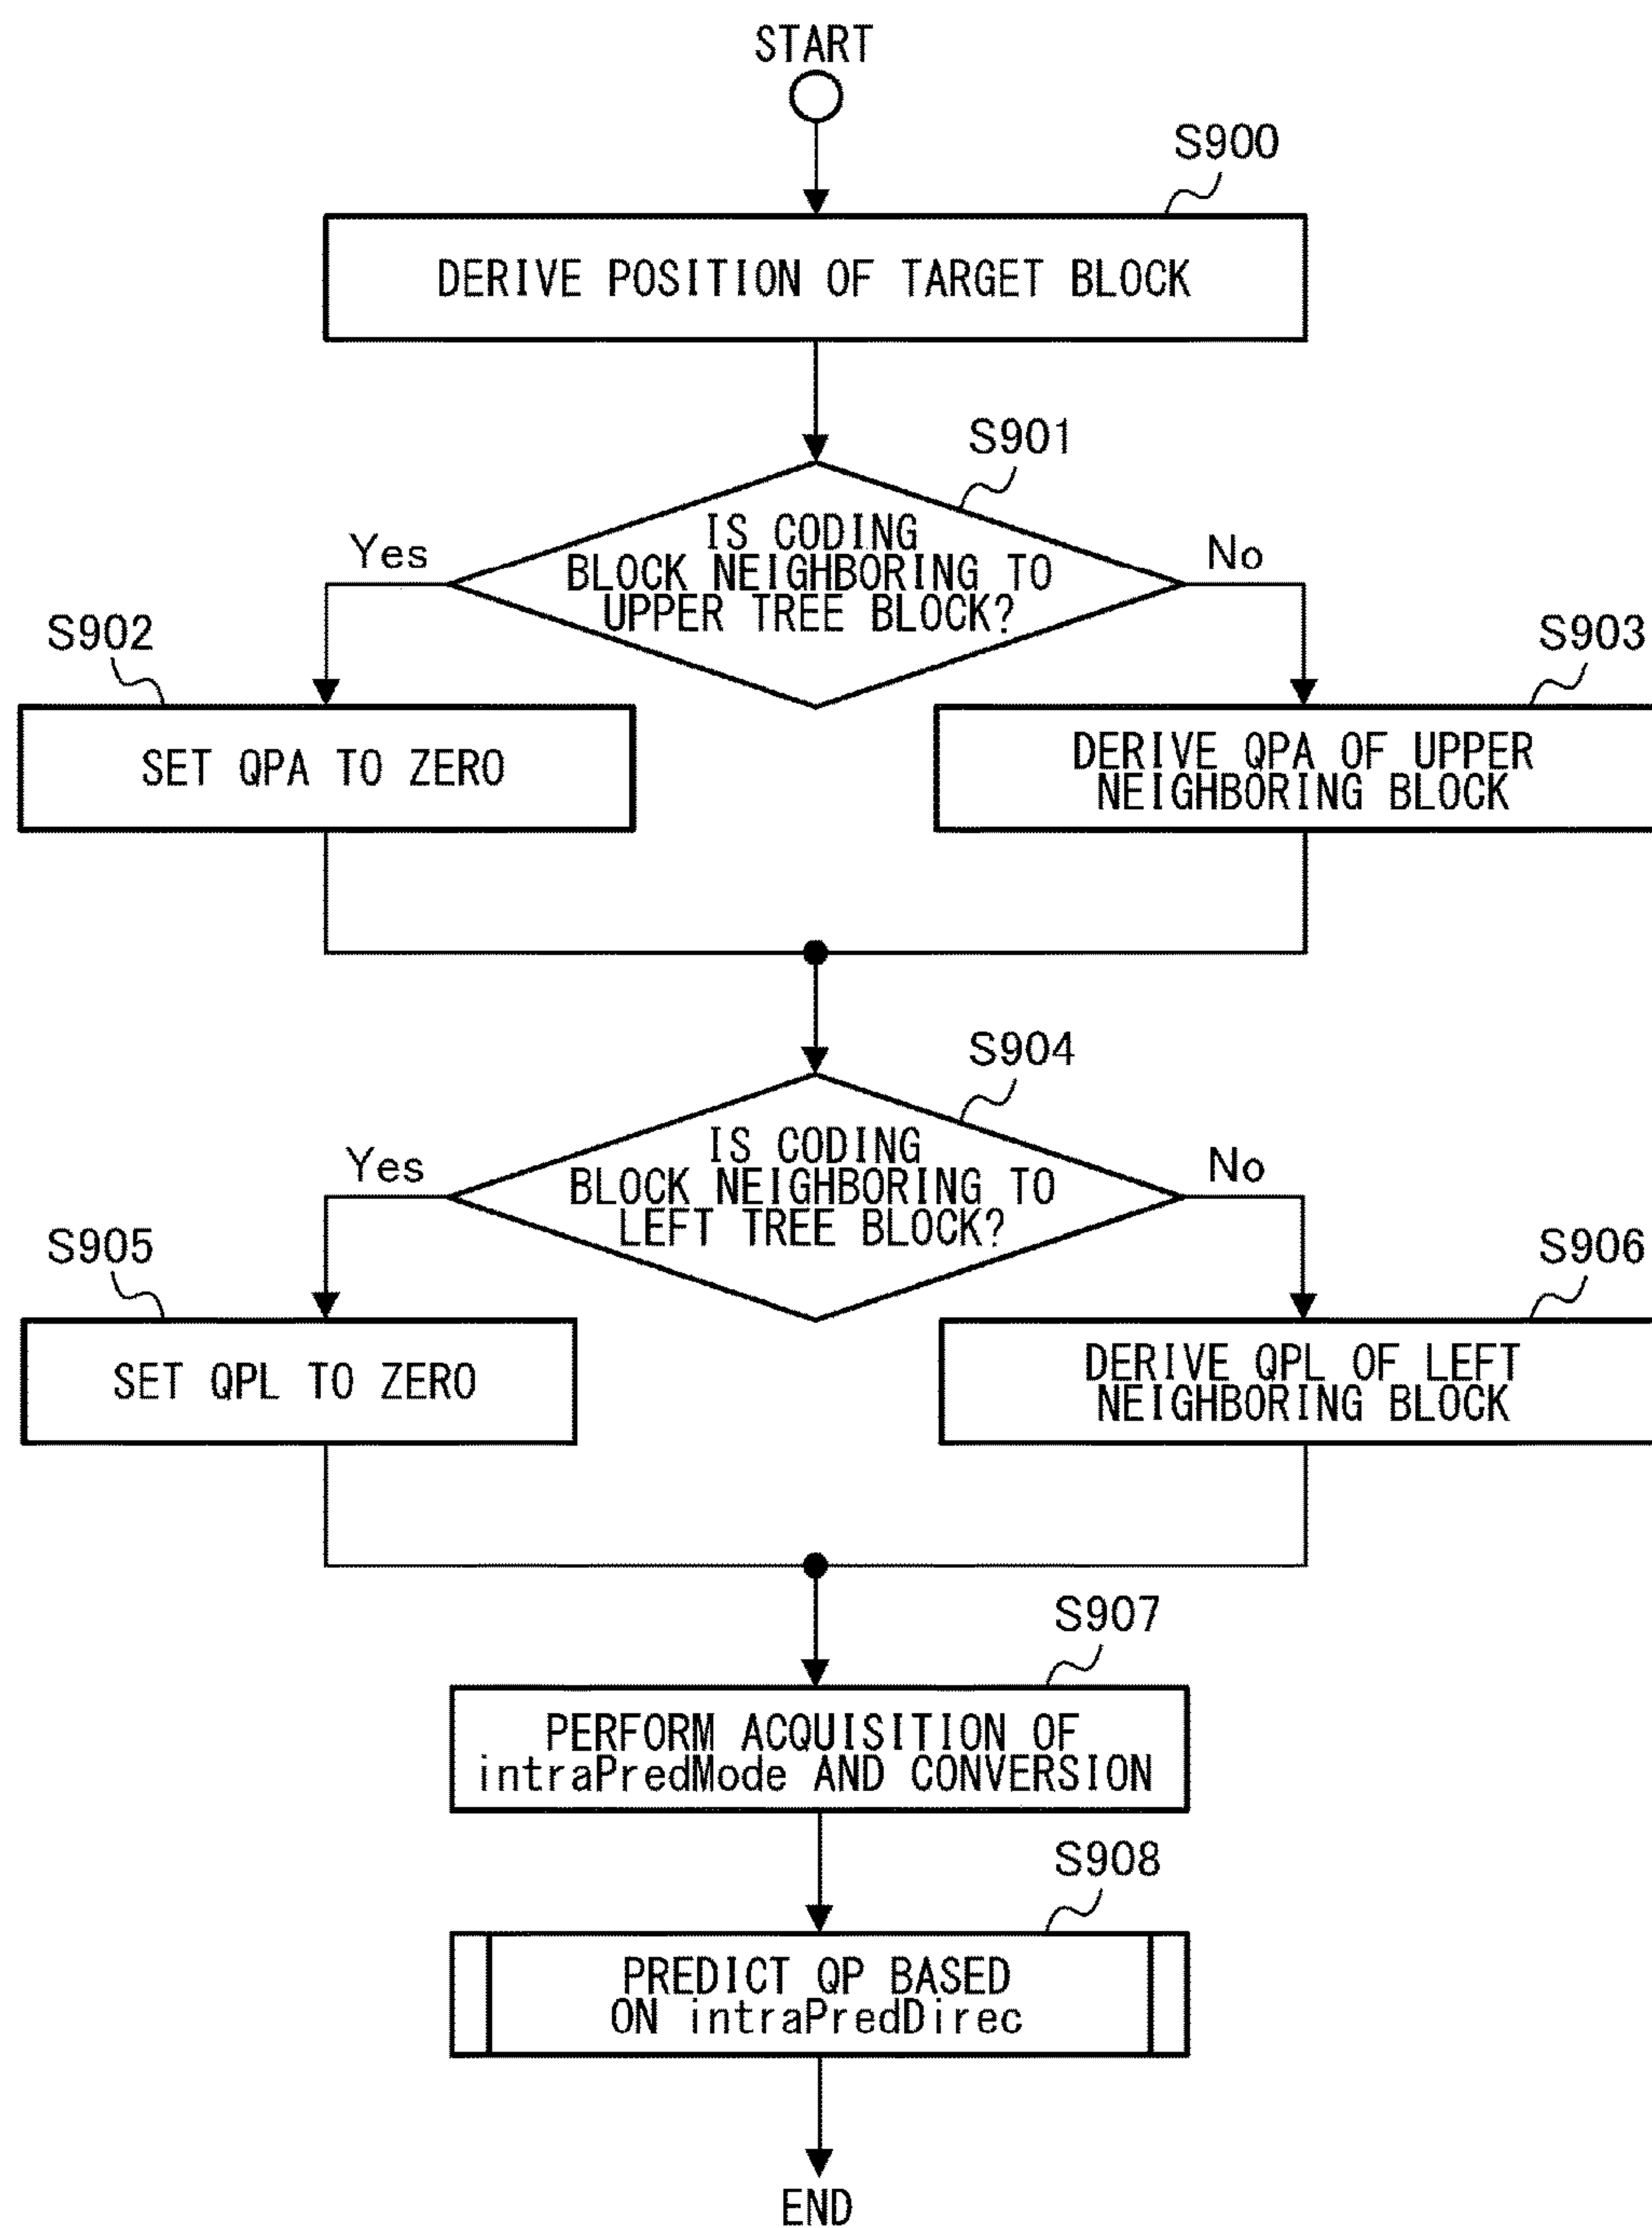 START
S900
DERIVE POSITION OF TARGET BLOCK
S901
IS CODING
BLOCK NEIGHBORING TO
UPPER TREE BLOCK?
Yes
No
S902
S903
SET QPA TO ZERO
DERIVE QPA OF UPPER
NEIGHBORING BLOCK
S904
IS CODING
BLOCK NEIGHBORING TO
LEFT TREE BLOCK?
Yes
No
S905
S906
SET QPL TO ZERO
DERIVE QPL OF LEFT
NEIGHBORING BLOCK
S907
PERFORM ACQUISITION OF
intraPredMode AND CONVERSION
S908
PREDICT QP BASED
ON intraPredDirec
END